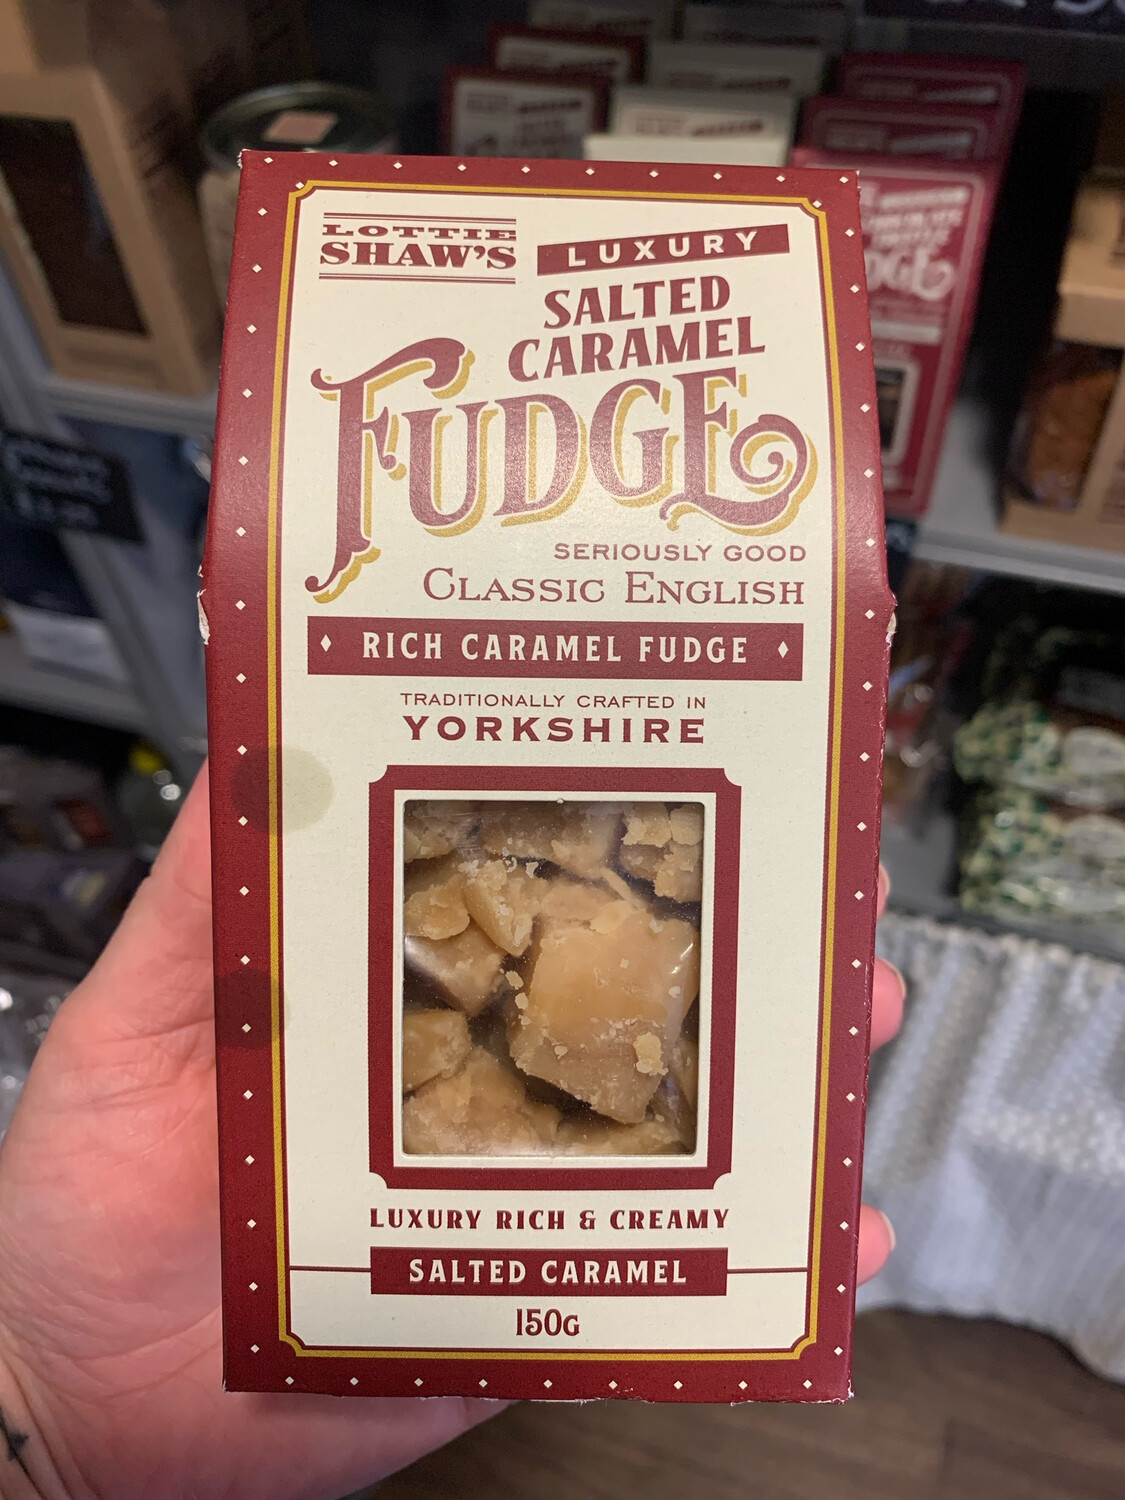 LOTTIE
SHAW'S
LUXURY
SALTED
CARAMEL
FUDGE
SERIOUSLY GOOD
CLASSIC ENGLISH
RICH CARAMEL FUDGE
TRADITIONALLY CRAFTED IN
YORKSHIRE
LUXURY RICH & CREAMY
SALTED CARAMEL
150G